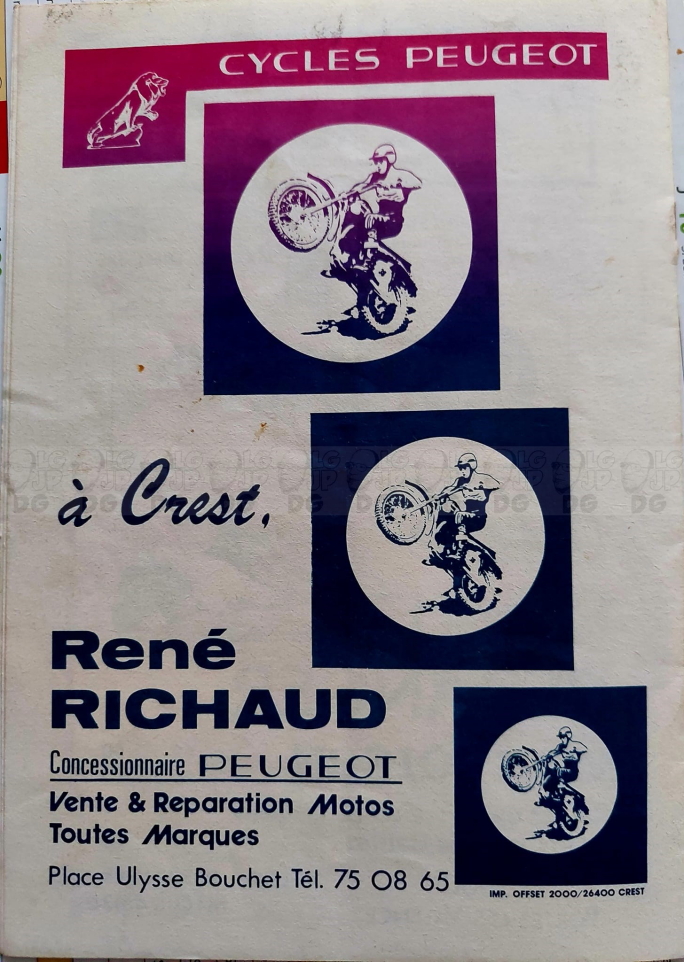 CYCLES PEUGEOT
à Crest,
René
RICHAUD
Concessionnaire PEUGEOT
Vente & Reparation Motos
Toutes Marques
Place Ulysse Bouchet Tél. 75 08 65
IMP. OFFSET 2000/26400 CREST